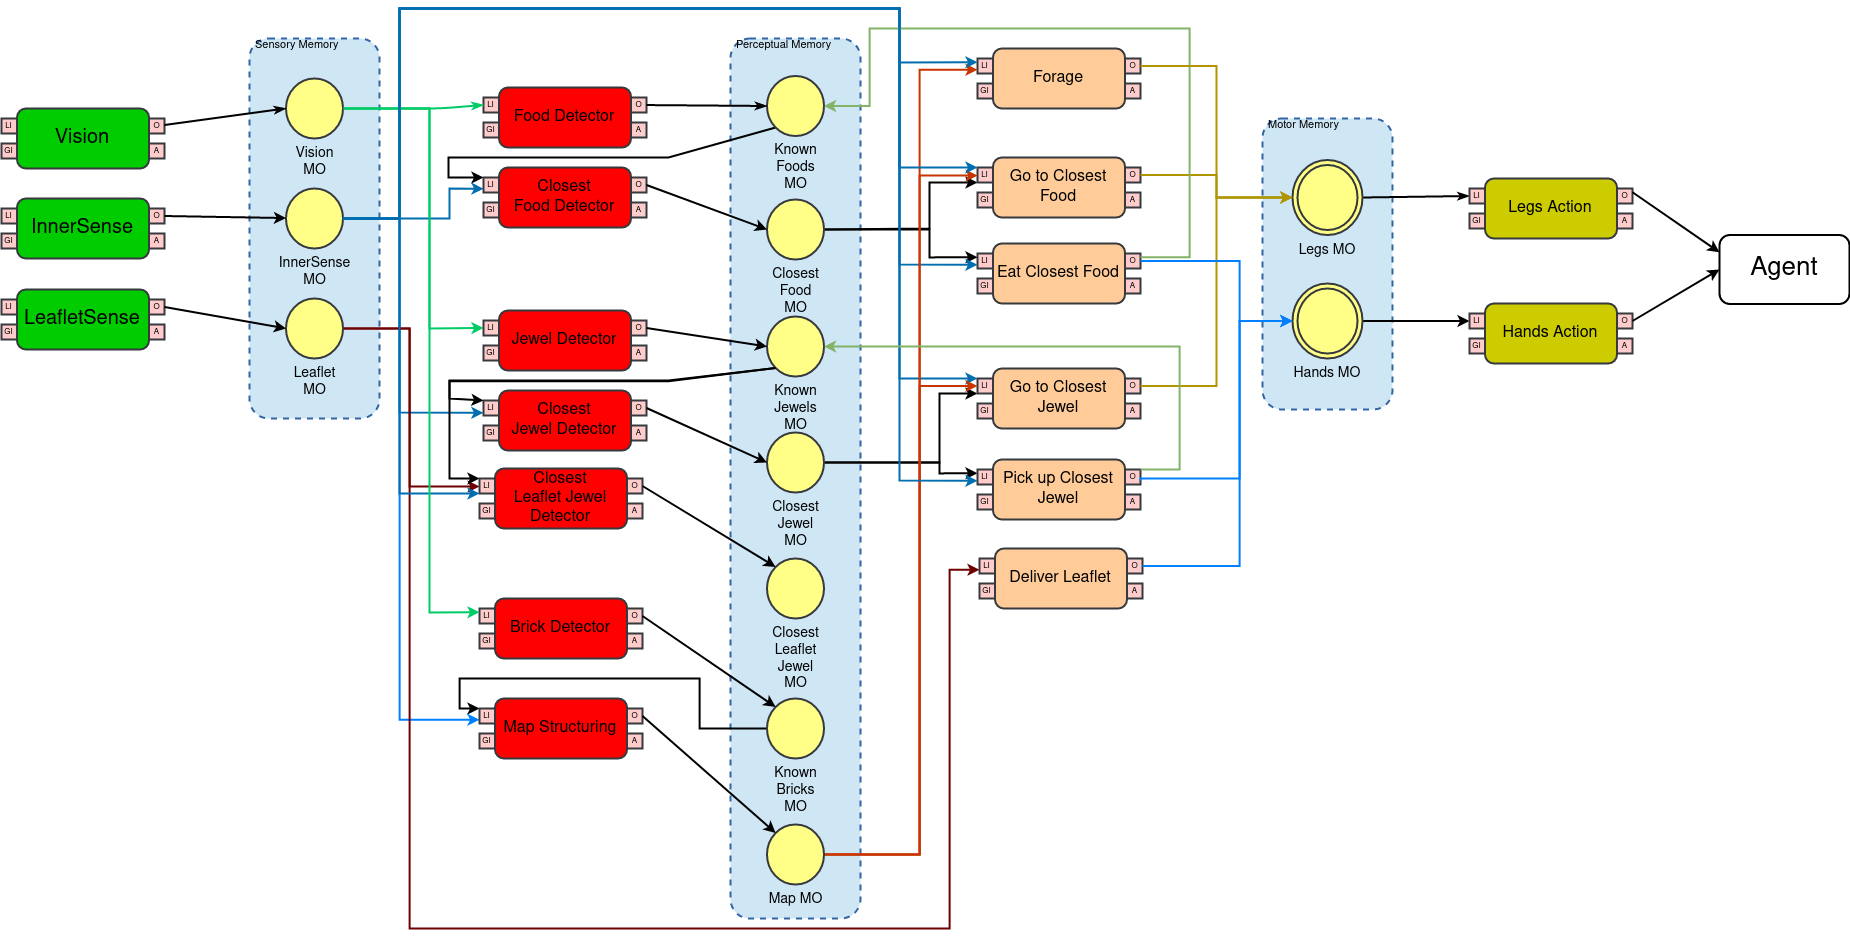 Sensory Memory
Perceptual Memory
Motor Memory
LI
GI
Vision
O
A
LI
GI
InnerSense
O
A
LI
GI
LeafletSense
O
A
Vision
MO
InnerSense
MO
Leaflet
MO
LI
GI
Food Detector
O
A
LI
GI
Closest
Food Detector
O
A
LI
GI
Jewel Detector
O
A
LI
GI
Closest
Jewel Detector
O
A
LI
GI
Closest
Leaflet Jewel
Detector
O
A
LI
GI
Brick Detector
O
A
LI
GI
Map Structuring
O
A
Known
Foods
MO
Closest
Food
MO
Known
Jewels
MO
Closest
Jewel
MO
Closest
Leaflet
Jewel
MO
Known
Bricks
MO
Map MO
LI
GI
Forage
O
A
LI
GI
Go to Closest
Food
O
A
LI
GI
Eat Closest Food
O
A
LI
GI
Go to Closest
Jewel
O
A
LI
GI
Pick up Closest
Jewel
O
A
LI
GI
Deliver Leaflet
O
A
Legs MO
Hands MO
LI
GI
Legs Action
O
A
LI
GI
Hands Action
O
A
Agent